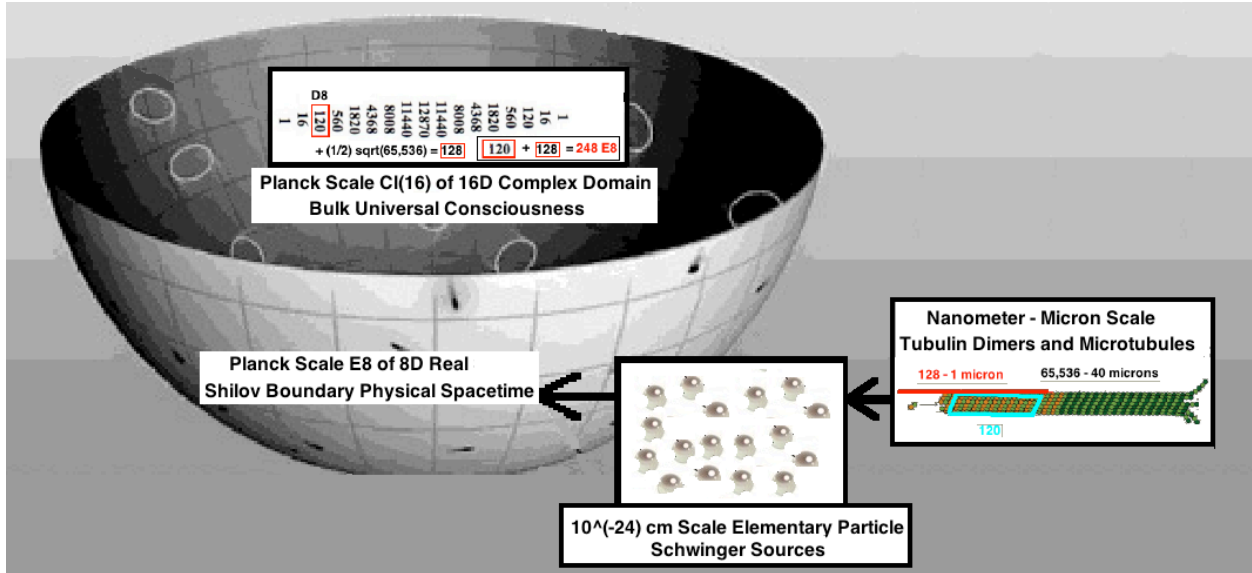 D8
1 16 120 560 1820 4368 8008 11440 12870 11440 8008 4368 1820 560 120 16 1
+ (1/2) sqrt(65,536) = 128 120 + 128 = 248 E8
Planck Scale Cl(16) of 16D Complex Domain
Bulk Universal Consciousness
Planck Scale E8 of 8D Real
Shilov Boundary Physical Spacetime
Nanometer - Micron Scale
Tubulin Dimers and Microtubules
128 - 1 micron 65,536 - 40 microns
120
10^(-24) cm Scale Elementary Particle
Schwinger Sources